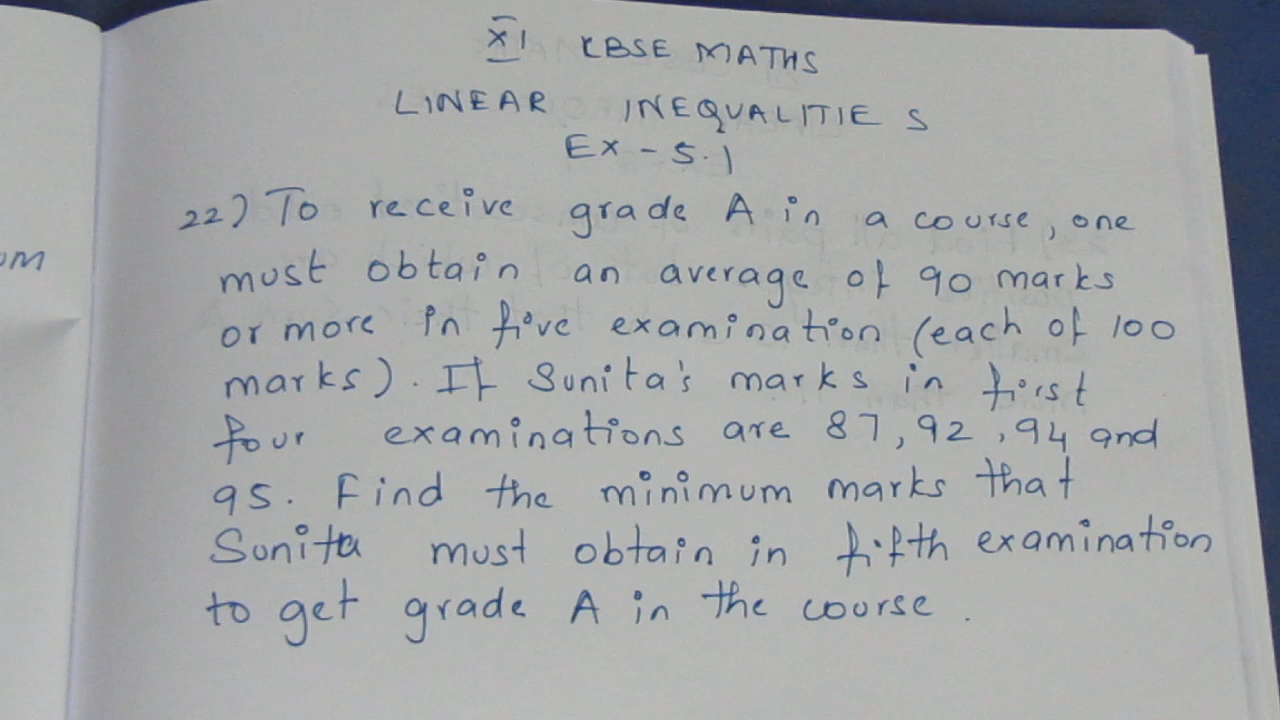 XI CBSE MATHS
LINEAR INEQUALITIES
Ex - 5.1
22) To receive grade A in a course, one
must obtain an average of 90 marks
or more in five examination (each of 100
marks). If Sunita's marks in first
four examinations are 87, 92, 94 and
95. Find the minimum marks that
Sunita must obtain in fifth examination
to get grade A in the course.
om